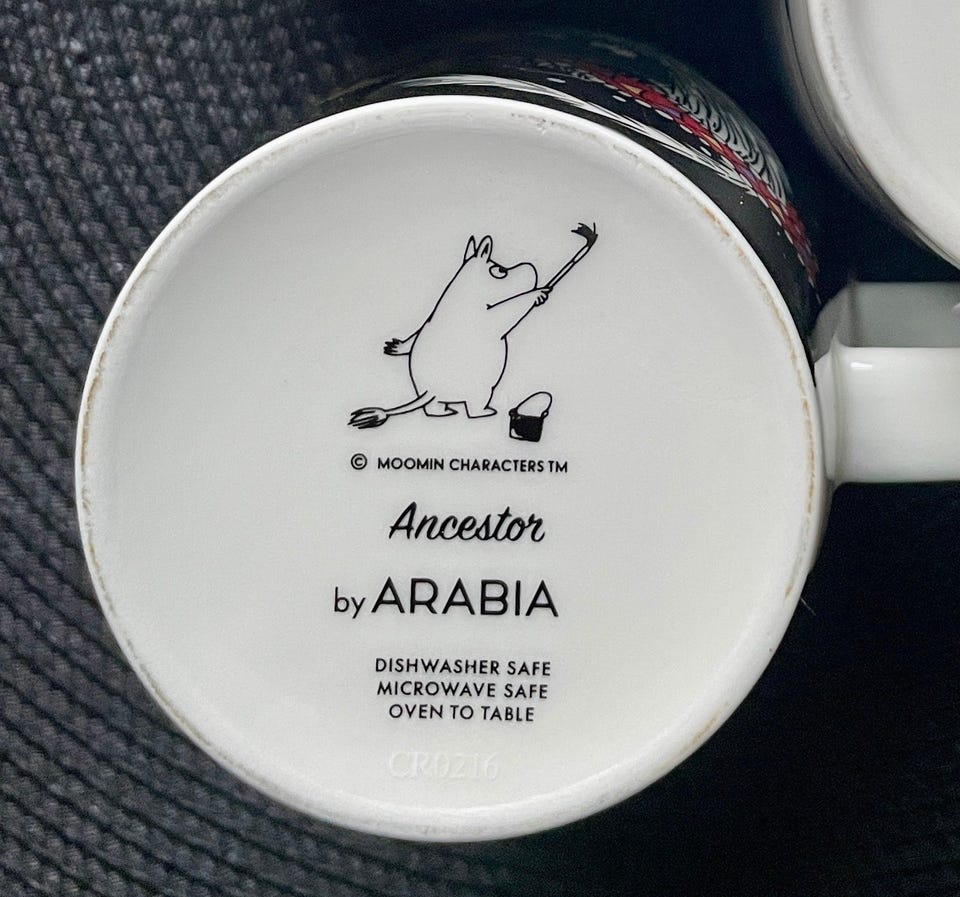 © MOOMIN CHARACTERS TM
Ancestor
by ARABIA
DISHWASHER SAFE
MICROWAVE SAFE
OVEN TO TABLE
CR0216